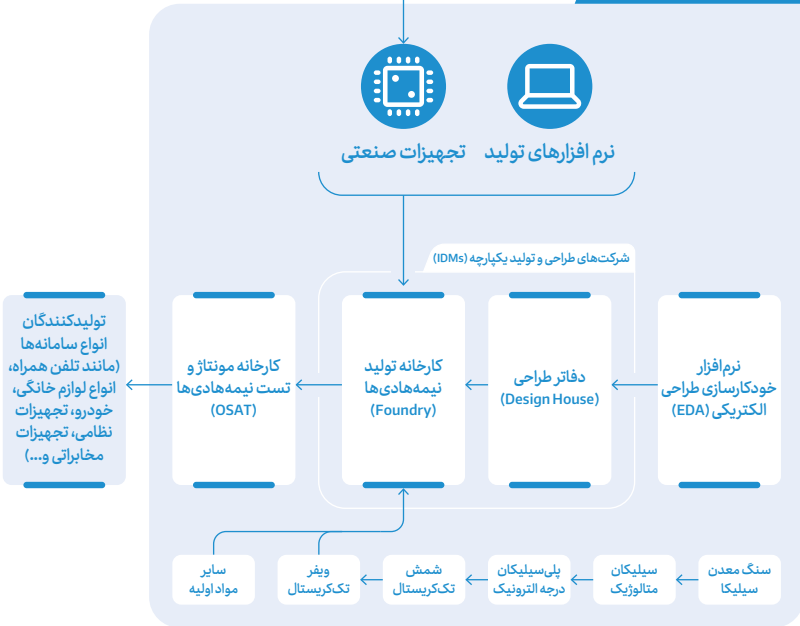 نرم افزارهای تولید
تجهیزات صنعتی
شرکت‌های طراحی و تولید یکپارچه (IDMs)
نرم‌افزار
خودکارسازی طراحی
الکتریکی (EDA)
دفاتر طراحی
(Design House)
کارخانه تولید
نیمه‌هادی‌ها
(Foundry)
کارخانه مونتاژ و
تست نیمه‌هادی‌ها
(OSAT)
تولیدکنندگان
انواع سامانه‌ها
(مانند تلفن همراه،
انواع لوازم خانگی،
خودرو، تجهیزات
نظامی، تجهیزات
مخابراتی و...)
سنگ معدن
سیلیکا
سیلیکان
متالوژیک
پلی‌سیلیکان
درجه الترونیک
شمش
تک‌کریستال
ویفر
تک‌کریستال
سایر
مواد اولیه